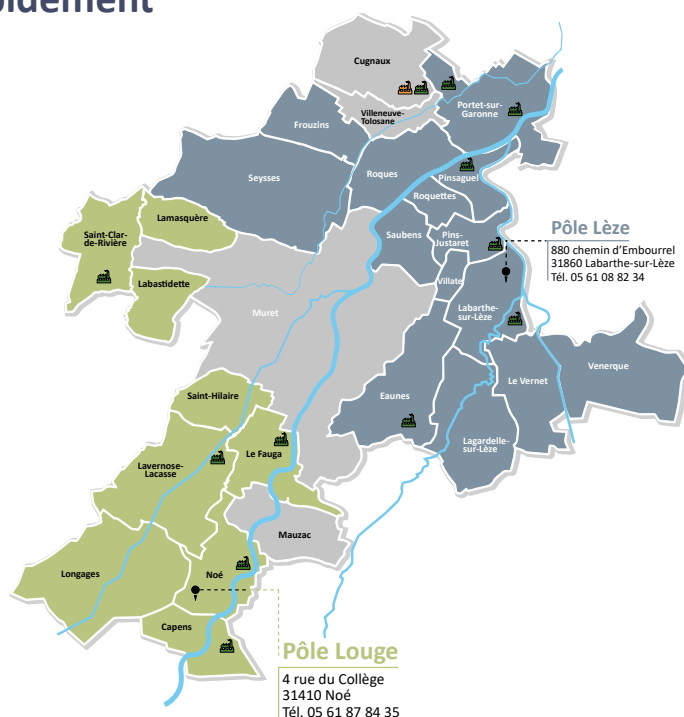 oidement
Cugnaux
Villeneuve-
Tolosane
Portet-sur-
Garonne
Frouzins
Seysses
Roques
Pinsaguel
Roquettes
Lamasquère
Saint-Clar-
de-Rivière
Saubens
Pins-
Justaret
Pôle Lèze
880 chemin d'Embourrel
31860 Labarthe-sur-Lèze
Tél. 05 61 08 82 34
Labastidette
Villate
Muret
Labarthe-
sur-Lèze
Venerque
Le Vernet
Eaunes
Saint-Hilaire
Lagardelle-
sur-Lèze
Le Fauga
Lavernose-
Lacasse
Mauzac
Longages
Noé
Capens
Pôle Louge
4 rue du Collège
31410 Noé
Tél. 05 61 87 84 35